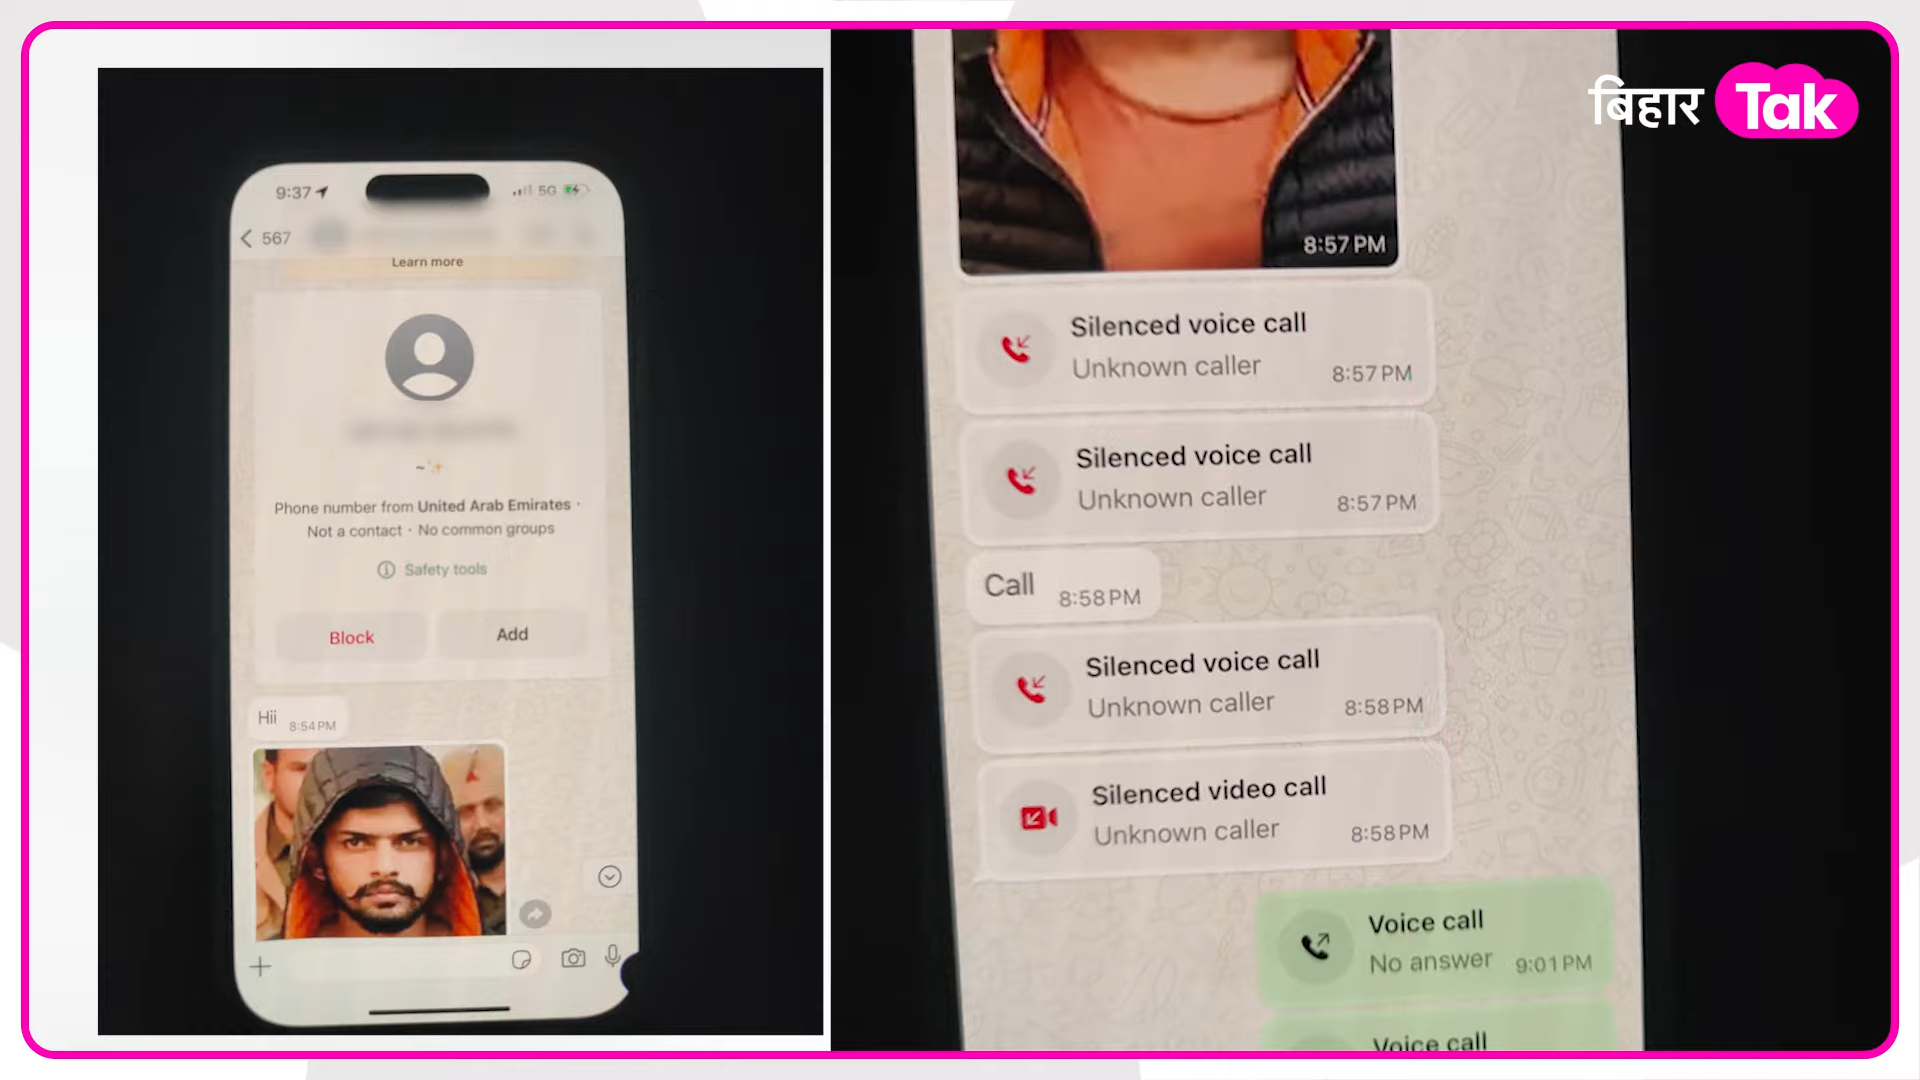 बिहार Tak
9:37
5G
567
Learn more
~
Phone number from United Arab Emirates ·
Not a contact · No common groups
Safety tools
Block
Add
Hii
8:54 PM
8:57 PM
Silenced voice call
Unknown caller
8:57 PM
Silenced voice call
Unknown caller
8:57 PM
Call
8:58 PM
Silenced voice call
Unknown caller
8:58 PM
Silenced video call
Unknown caller
8:58 PM
Voice call
No answer
9:01 PM
Voice call